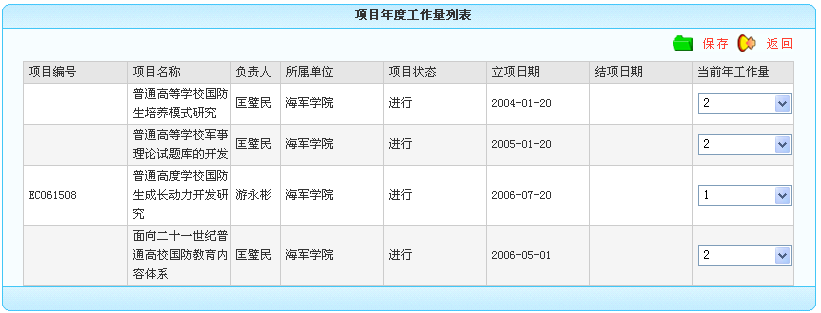 项目年度工作量列表
保存 返回
项目编号 项目名称 负责人 所属单位 项目状态 立项日期 结项日期 当前年工作量
普通高等学校国防
生培养模式研究 匡璧民 海军学院 进行 2004-01-20 2
普通高等学校军事
理论试题库的开发 匡璧民 海军学院 进行 2005-01-20 2
普通高度学校国防
EC061508 生成长动力开发研 游永彬 海军学院 进行 2006-07-20 1
究
面向二十一世纪普
通高校国防教育内 匡璧民 海军学院 进行 2006-05-01 2
容体系